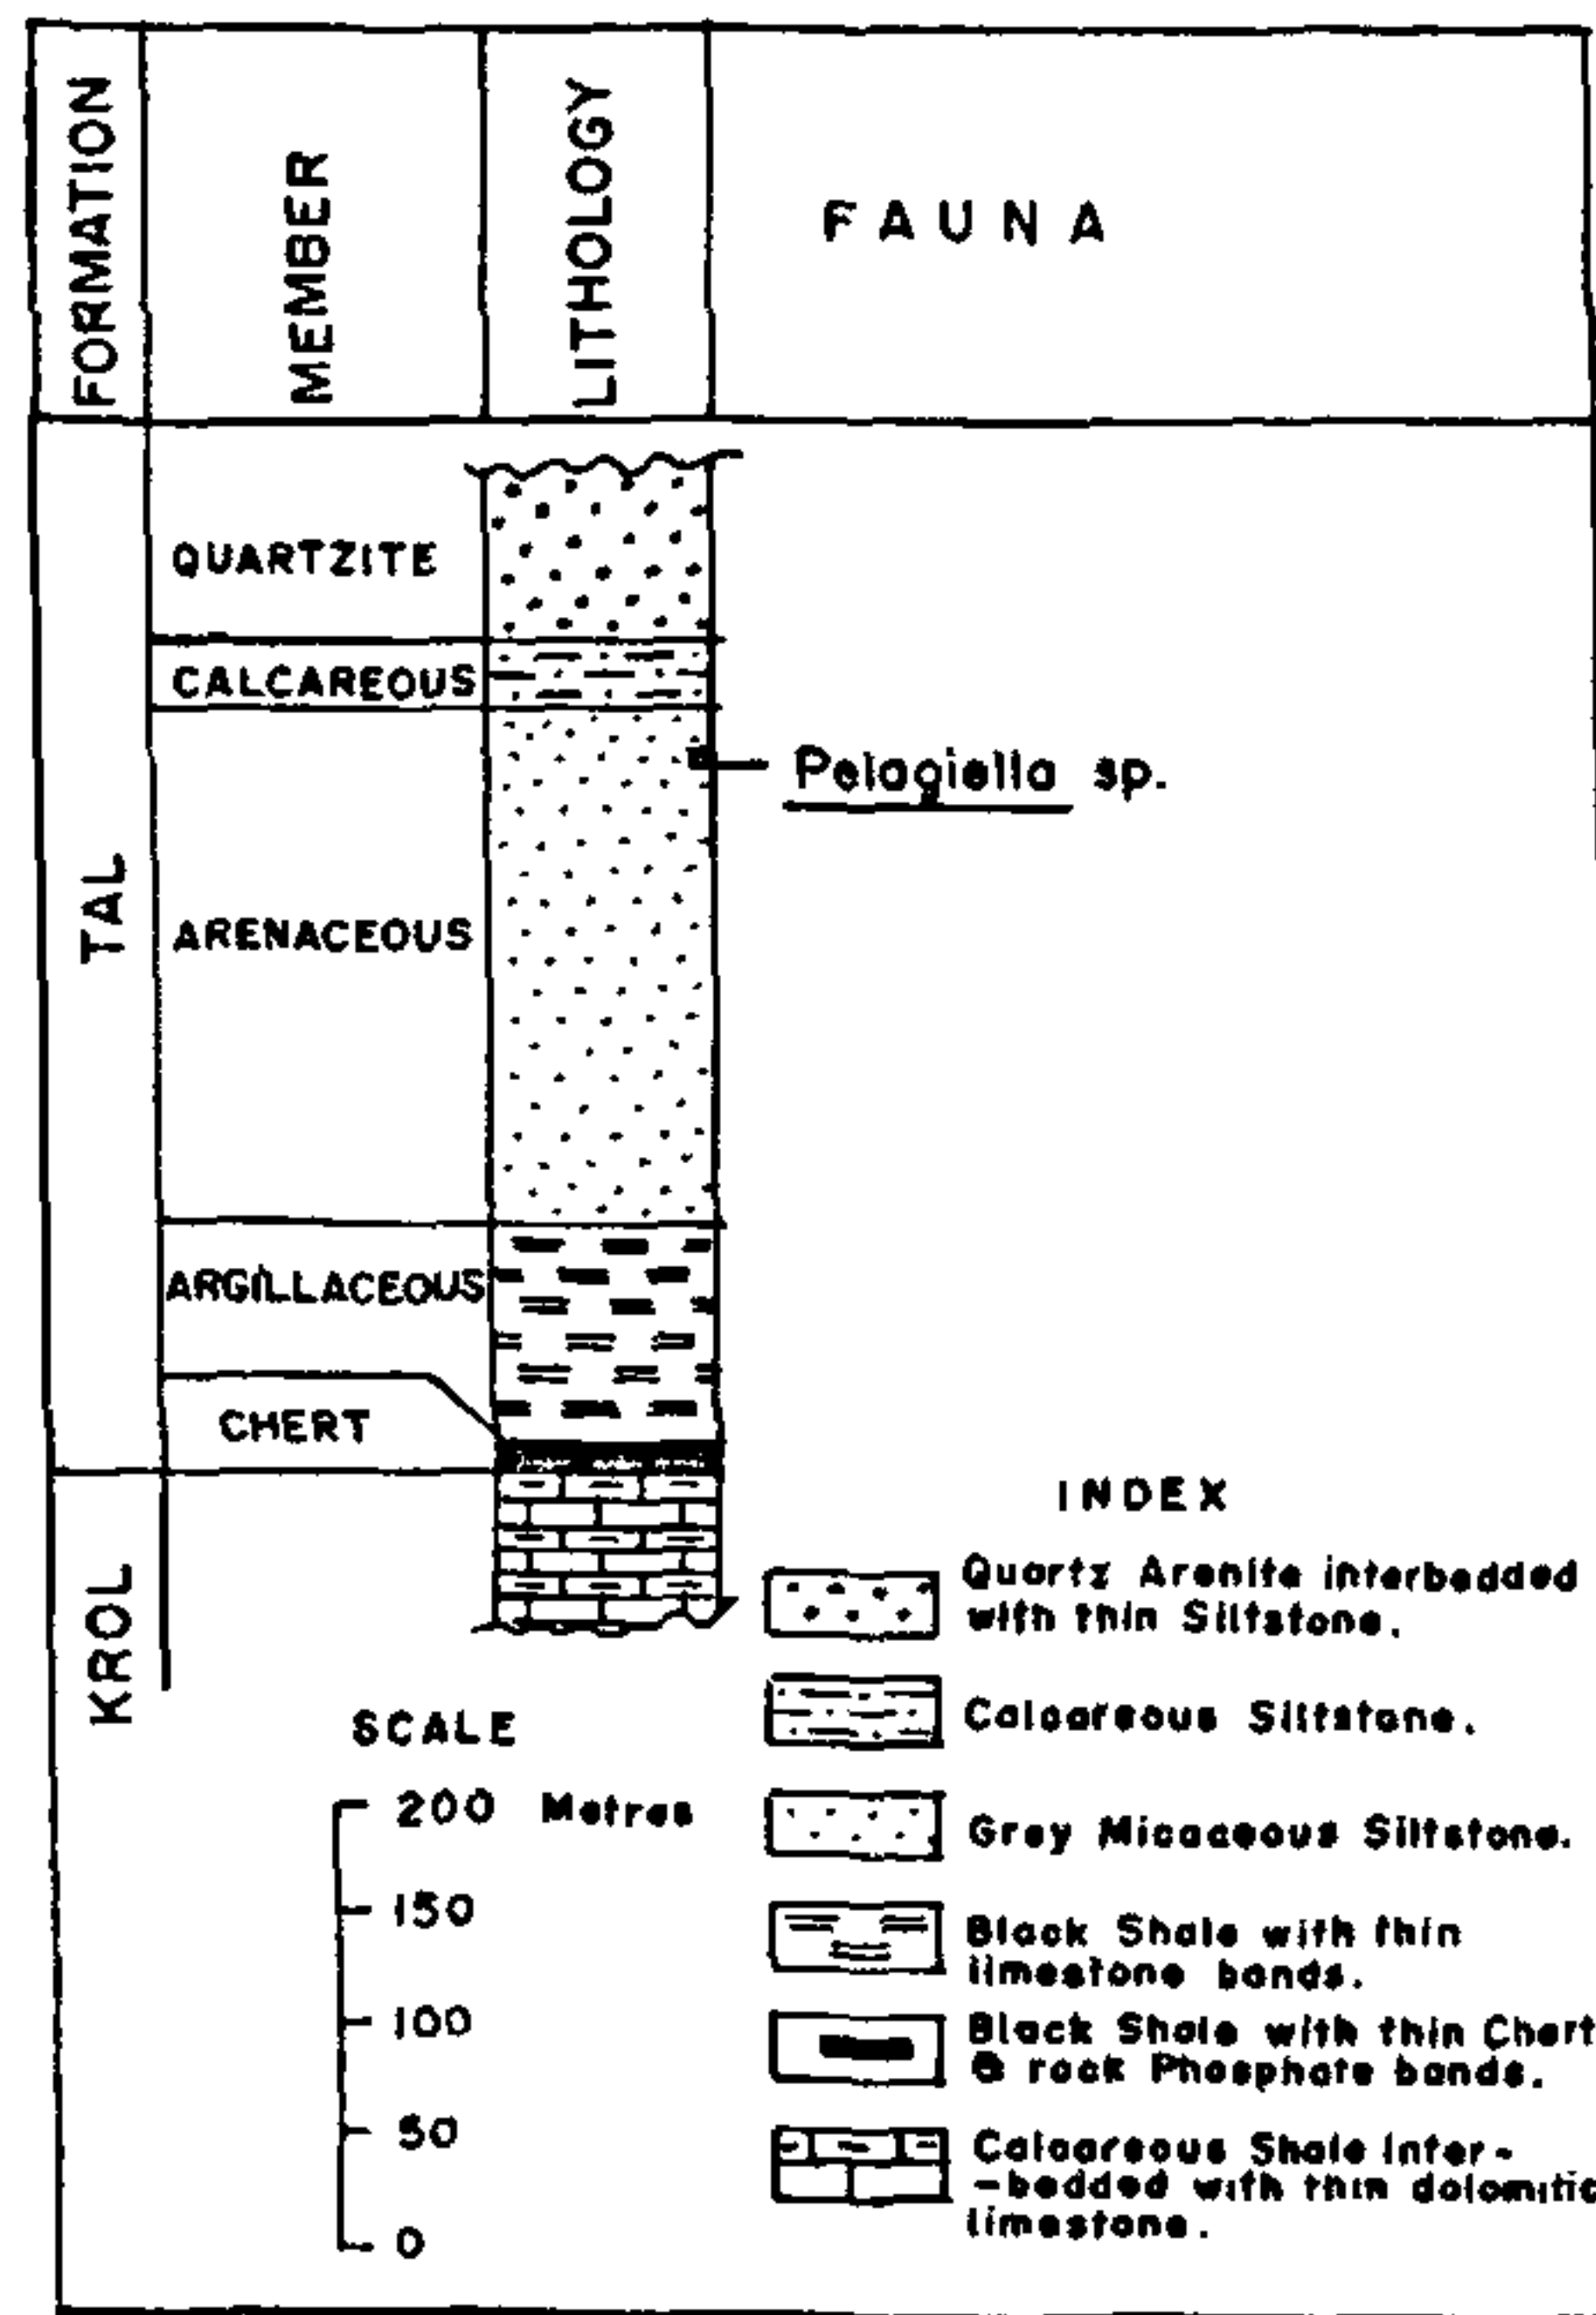 FORMATION
MEMBER
LITHOLOGY
FAUNA
TAL
QUARTZITE
CALCAREOUS
Pelagiella sp.
ARENACEOUS
ARGILLACEOUS
CHERT
KROL
INDEX
Quartz Arenite interbedded
with thin Siltstone.
Calcareous Siltstone.
Grey Micaceous Siltstone.
Black Shale with thin
limestone bands.
Black Shale with thin Chert
& rock Phosphate bands.
Calcareous Shale inter-
-bedded with thin dolomitic
limestone.
SCALE
200 Metres
150
100
50
0